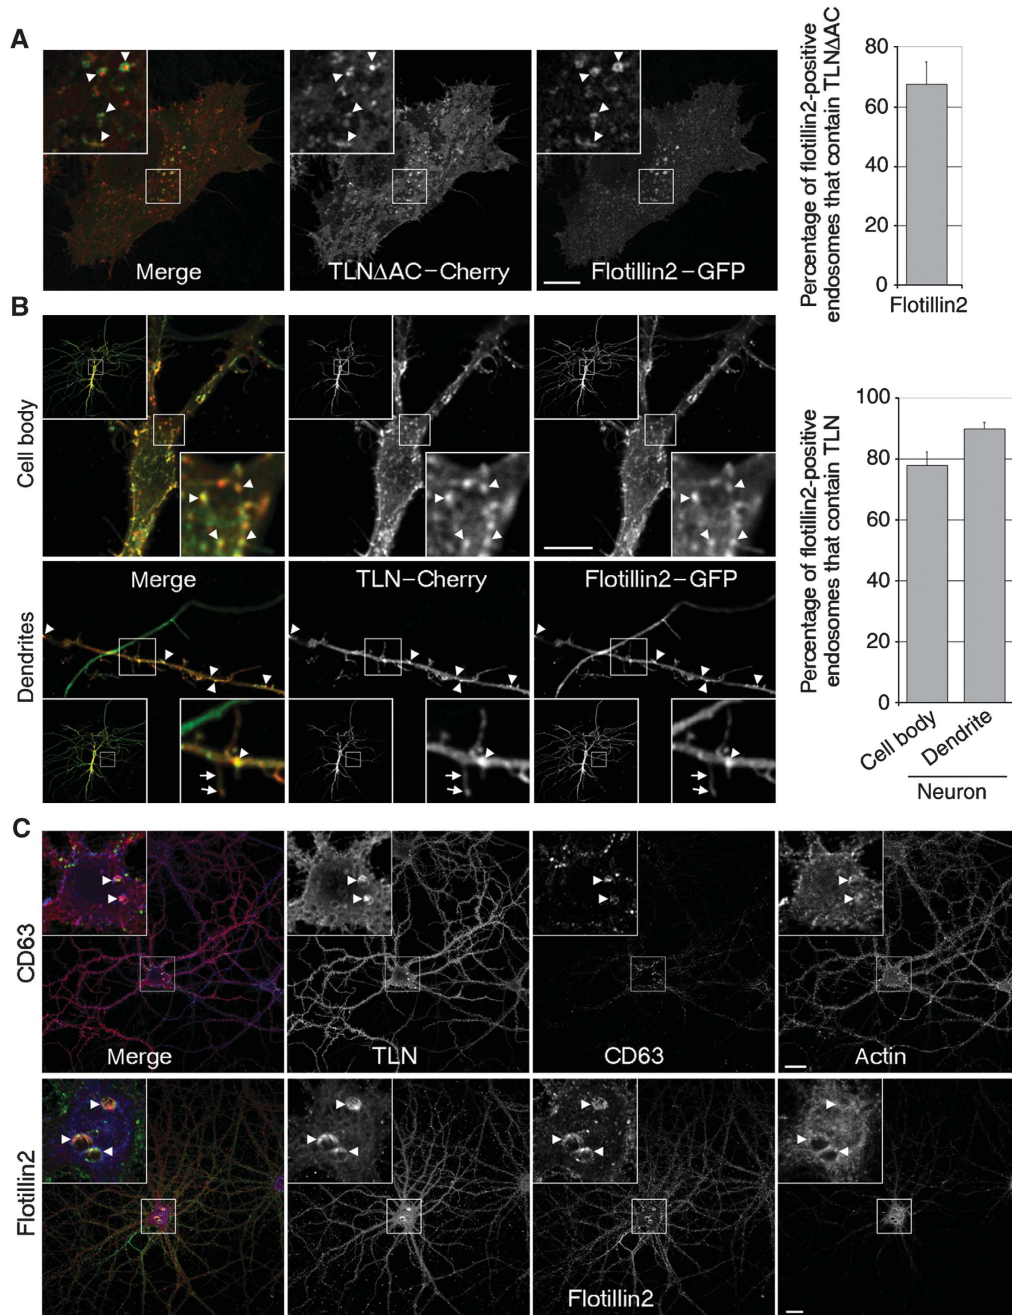 A
Merge
TLNΔAC–Cherry
Flotillin2–GFP
Percentage of flotillin2-positive
endosomes that contain TLNΔAC
80
60
40
20
0
Flotillin2
B
Cell body
Merge
TLN–Cherry
Flotillin2–GFP
Dendrites
Percentage of flotillin2-positive
endosomes that contain TLN
100
80
60
40
20
0
Cell body
Dendrite
Neuron
C
CD63
Merge
TLN
CD63
Actin
Flotillin2
Flotillin2